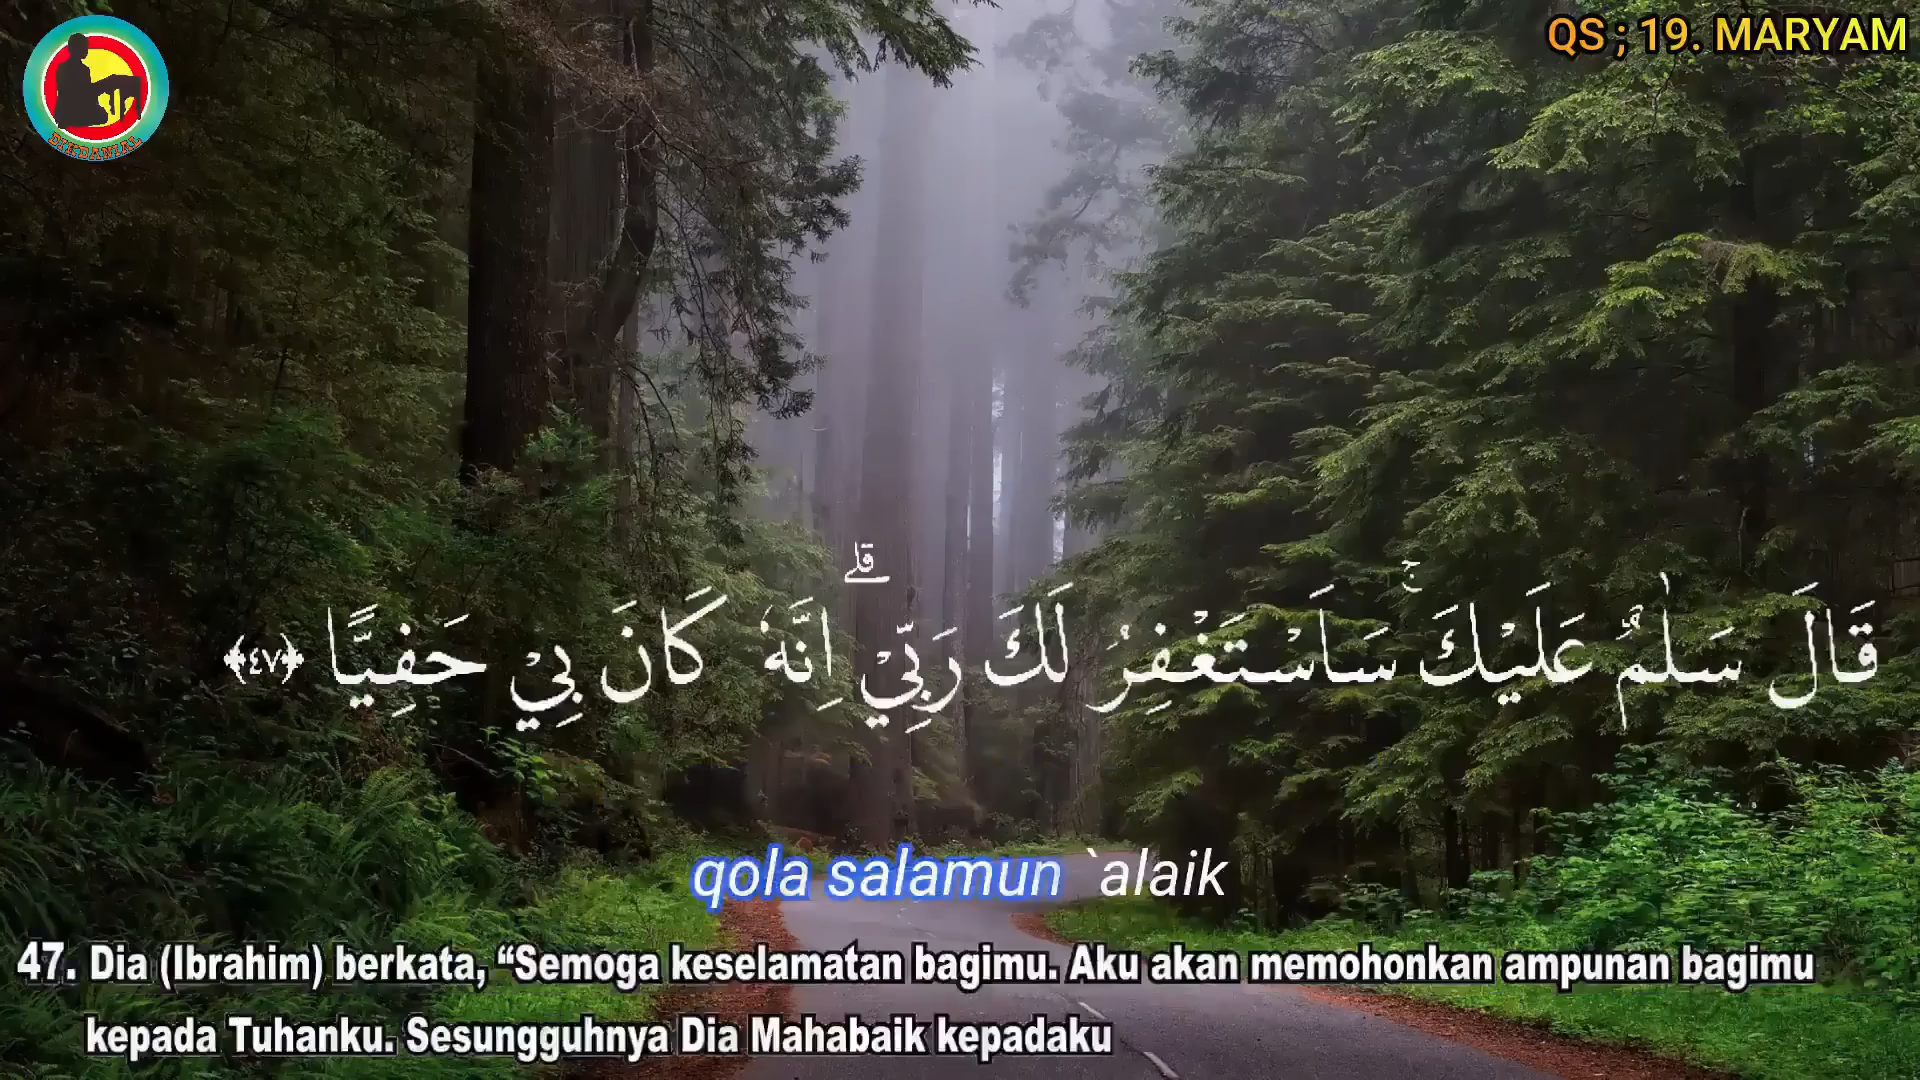 QS ; 19. MARYAM
DIKDANIAL
قَالَ سَلٰمٌ عَلَيْكَۚ سَاَسْتَغْفِرُ لَكَ رَبِّيْۗ اِنَّهٗ كَانَ بِيْ حَفِيًّا ﴿٤٧﴾
qola salamun `alaik
47. Dia (Ibrahim) berkata, “Semoga keselamatan bagimu. Aku akan memohonkan ampunan bagimu
kepada Tuhanku. Sesungguhnya Dia Mahabaik kepadaku